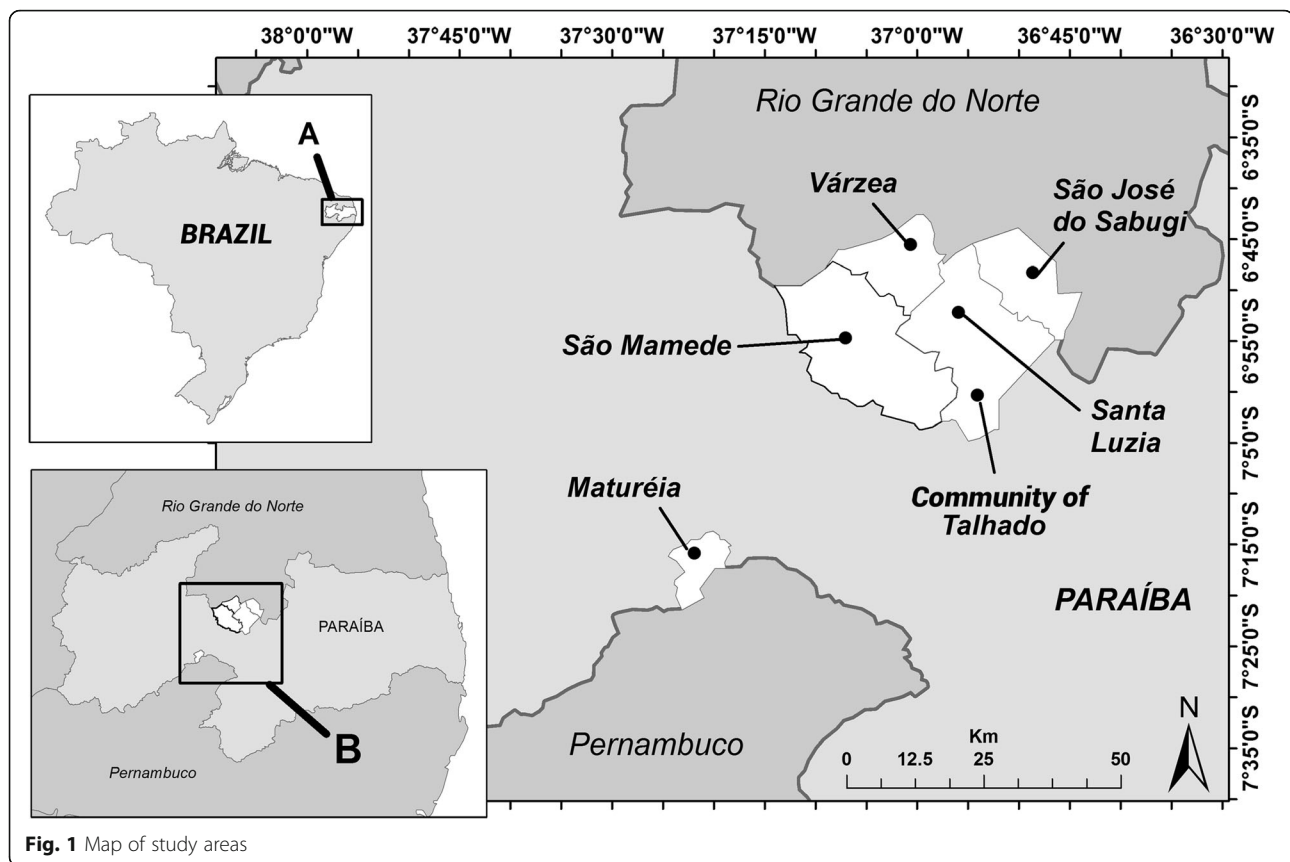 38°0'0"W 37°45'0"W 37°30'0"W 37°15'0"W 37°0'0"W 36°45'0"W 36°30'0"W
Rio Grande do Norte
A
BRAZIL
Várzea
São José
do Sabugi
São Mamede
Santa
Luzia
Community of
Talhado
Maturéia
PARAÍBA
Pernambuco
6°35'0"S
6°45'0"S
6°55'0"S
7°5'0"S
7°15'0"S
7°25'0"S
7°35'0"S
Rio Grande do Norte
PARAÍBA
B
Pernambuco
N
Km
0 12.5 25 50
Fig. 1 Map of study areas